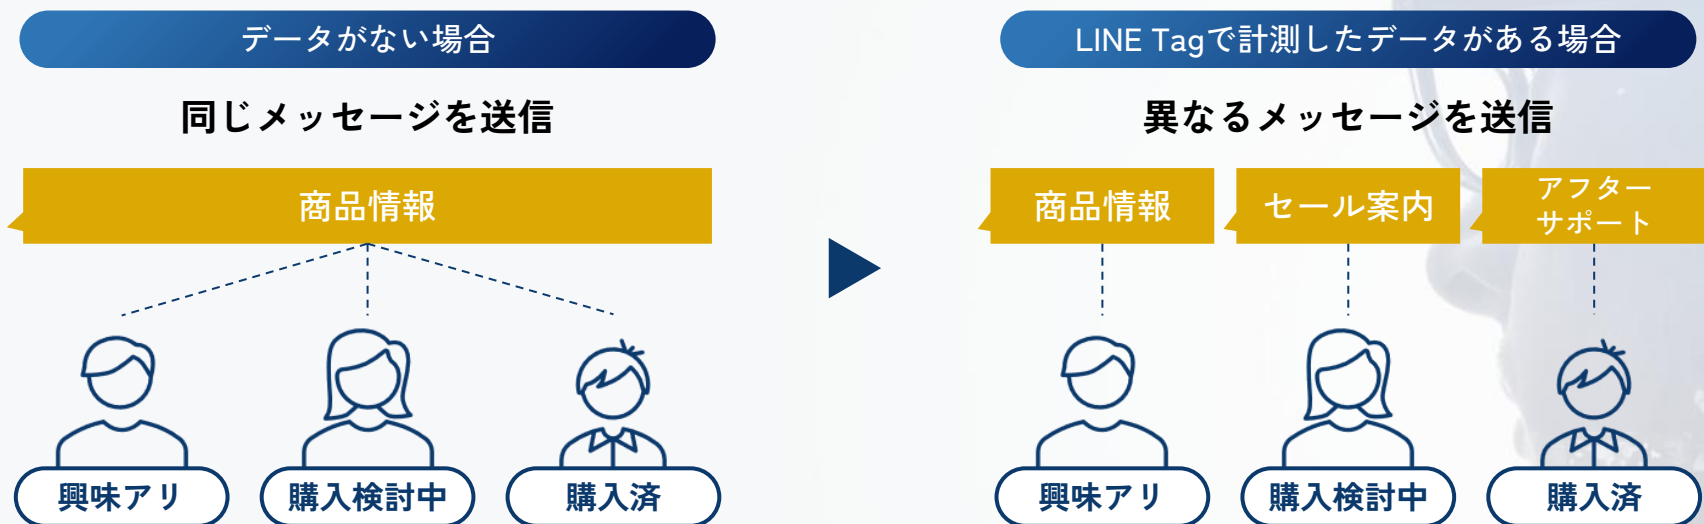 データがない場合
同じメッセージを送信
商品情報
興味アリ
購入検討中
購入済
LINE Tagで計測したデータがある場合
異なるメッセージを送信
商品情報
セール案内
アフター
サポート
興味アリ
購入検討中
購入済